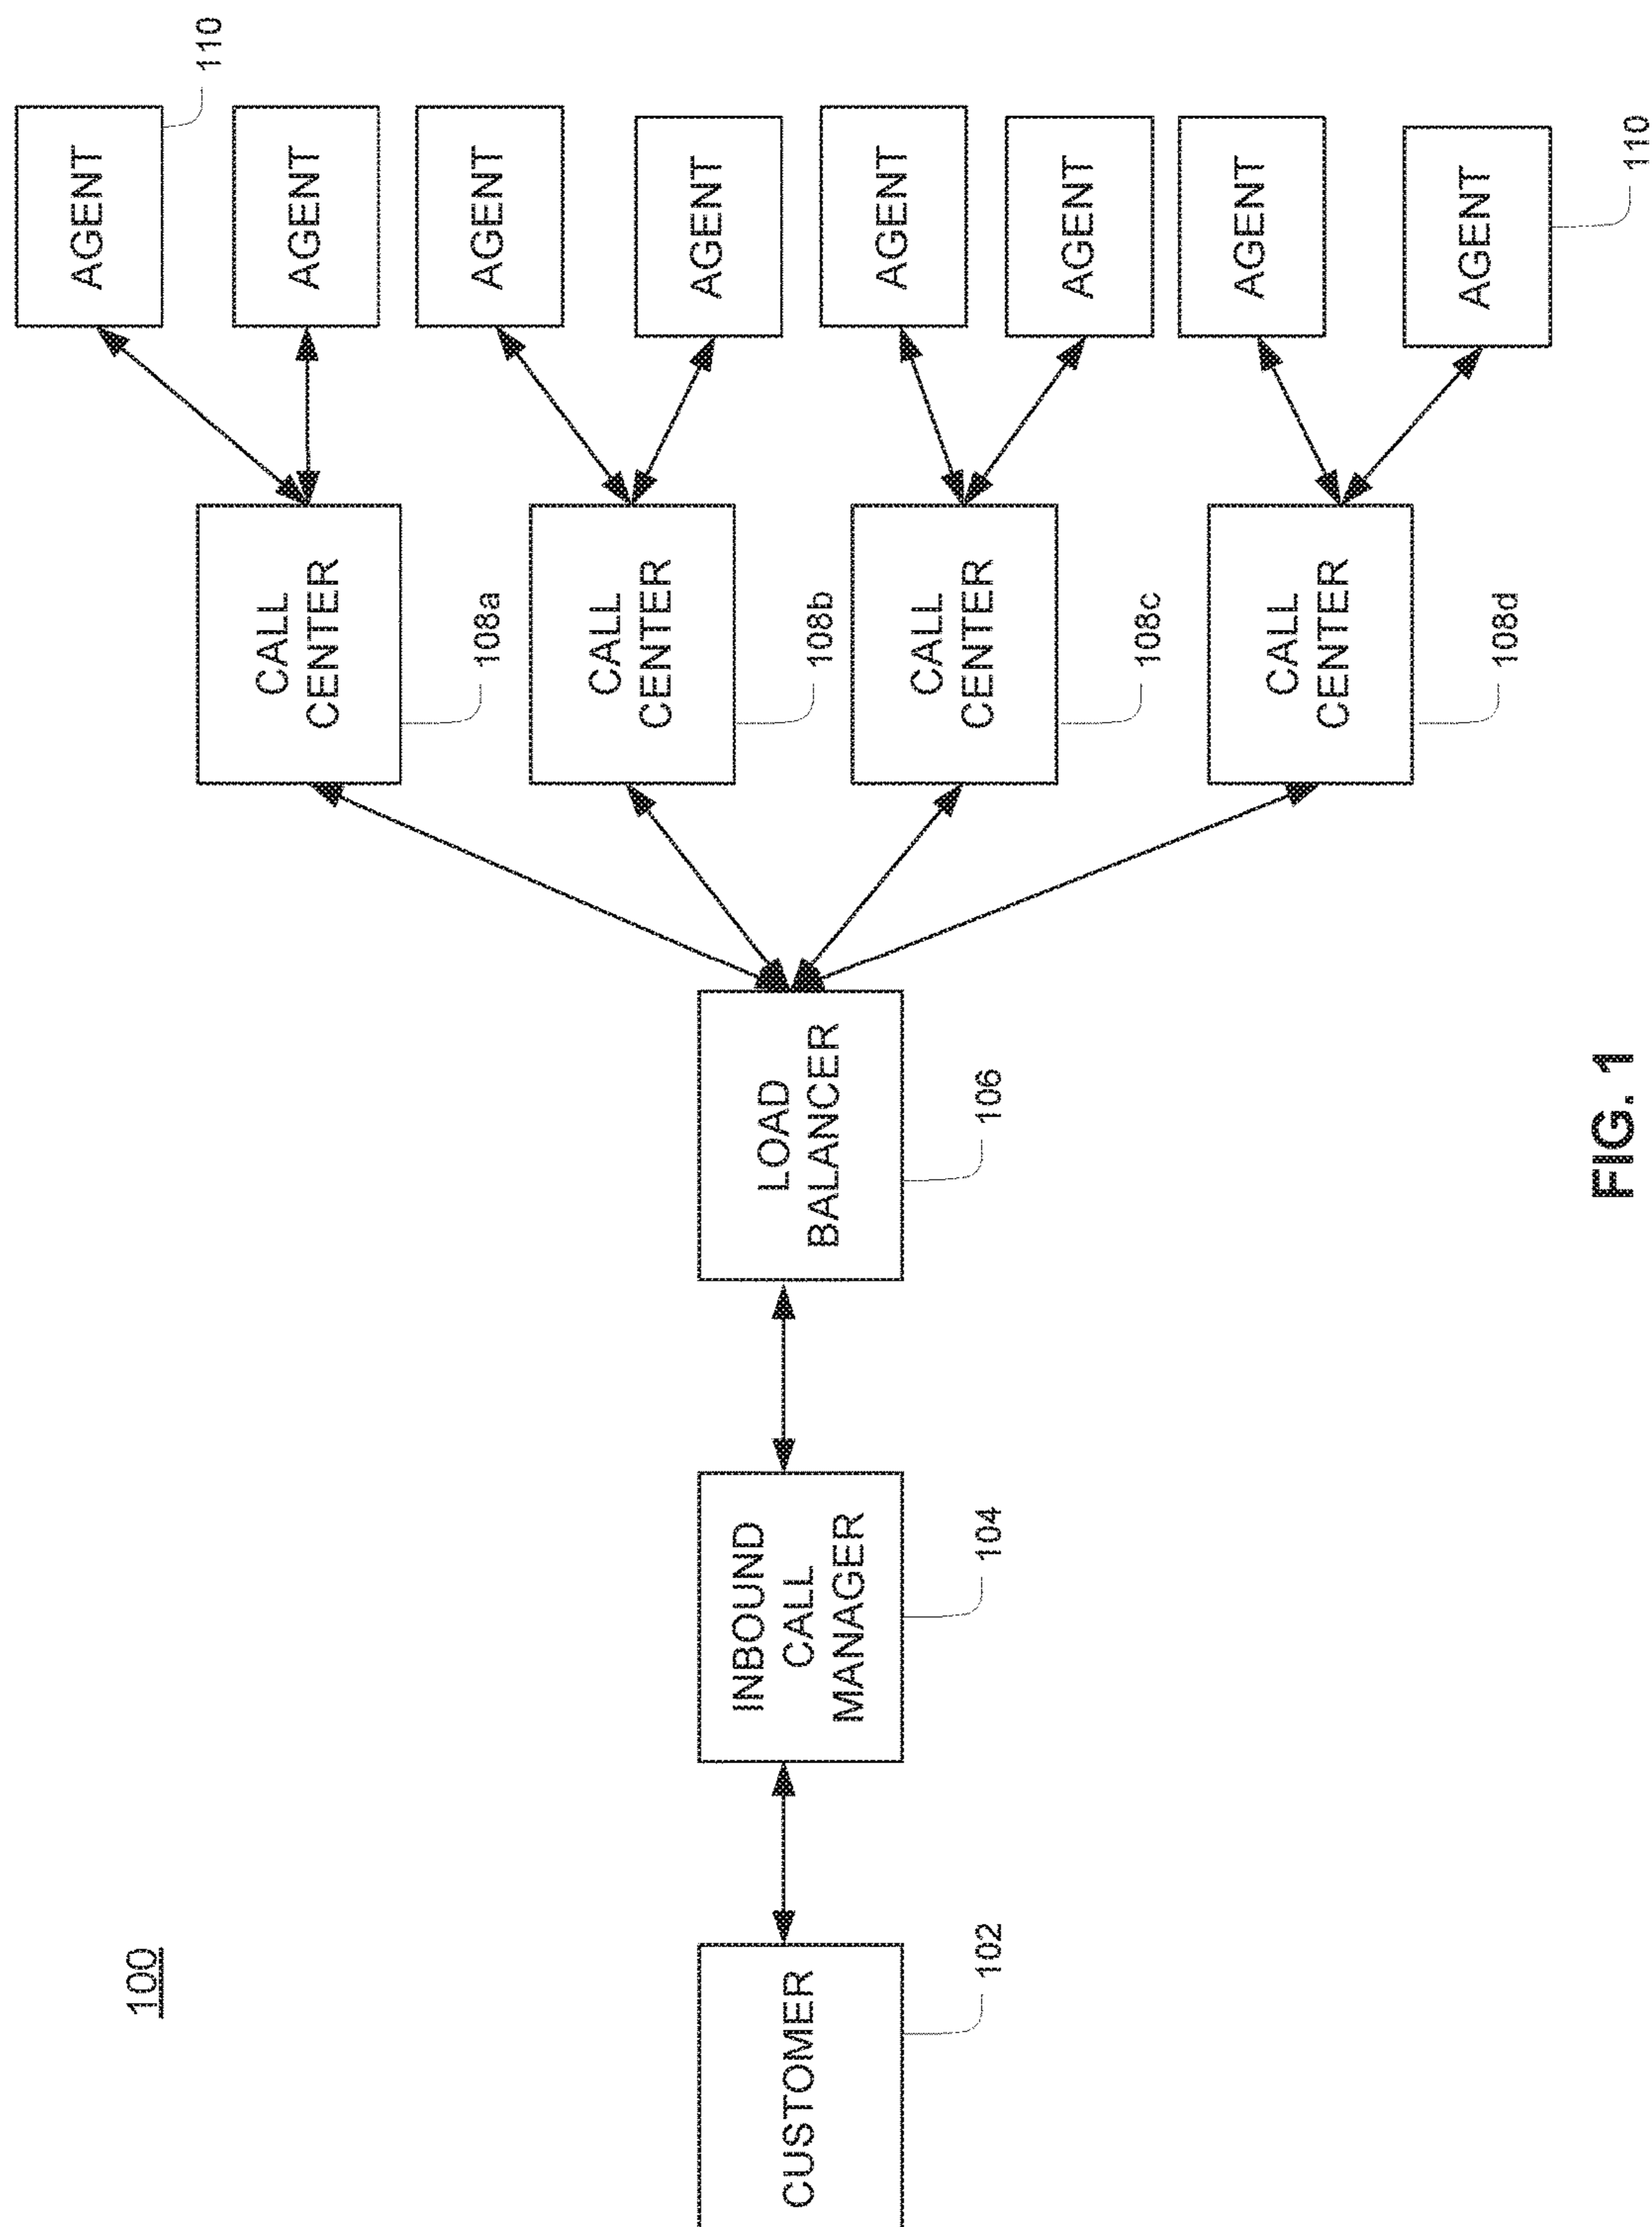 100
CUSTOMER
102
INBOUND
CALL
MANAGER
104
LOAD
BALANCER
106
CALL
CENTER
108a
CALL
CENTER
108b
CALL
CENTER
108c
CALL
CENTER
108d
AGENT
110
AGENT
AGENT
AGENT
AGENT
AGENT
AGENT
AGENT
110
FIG. 1